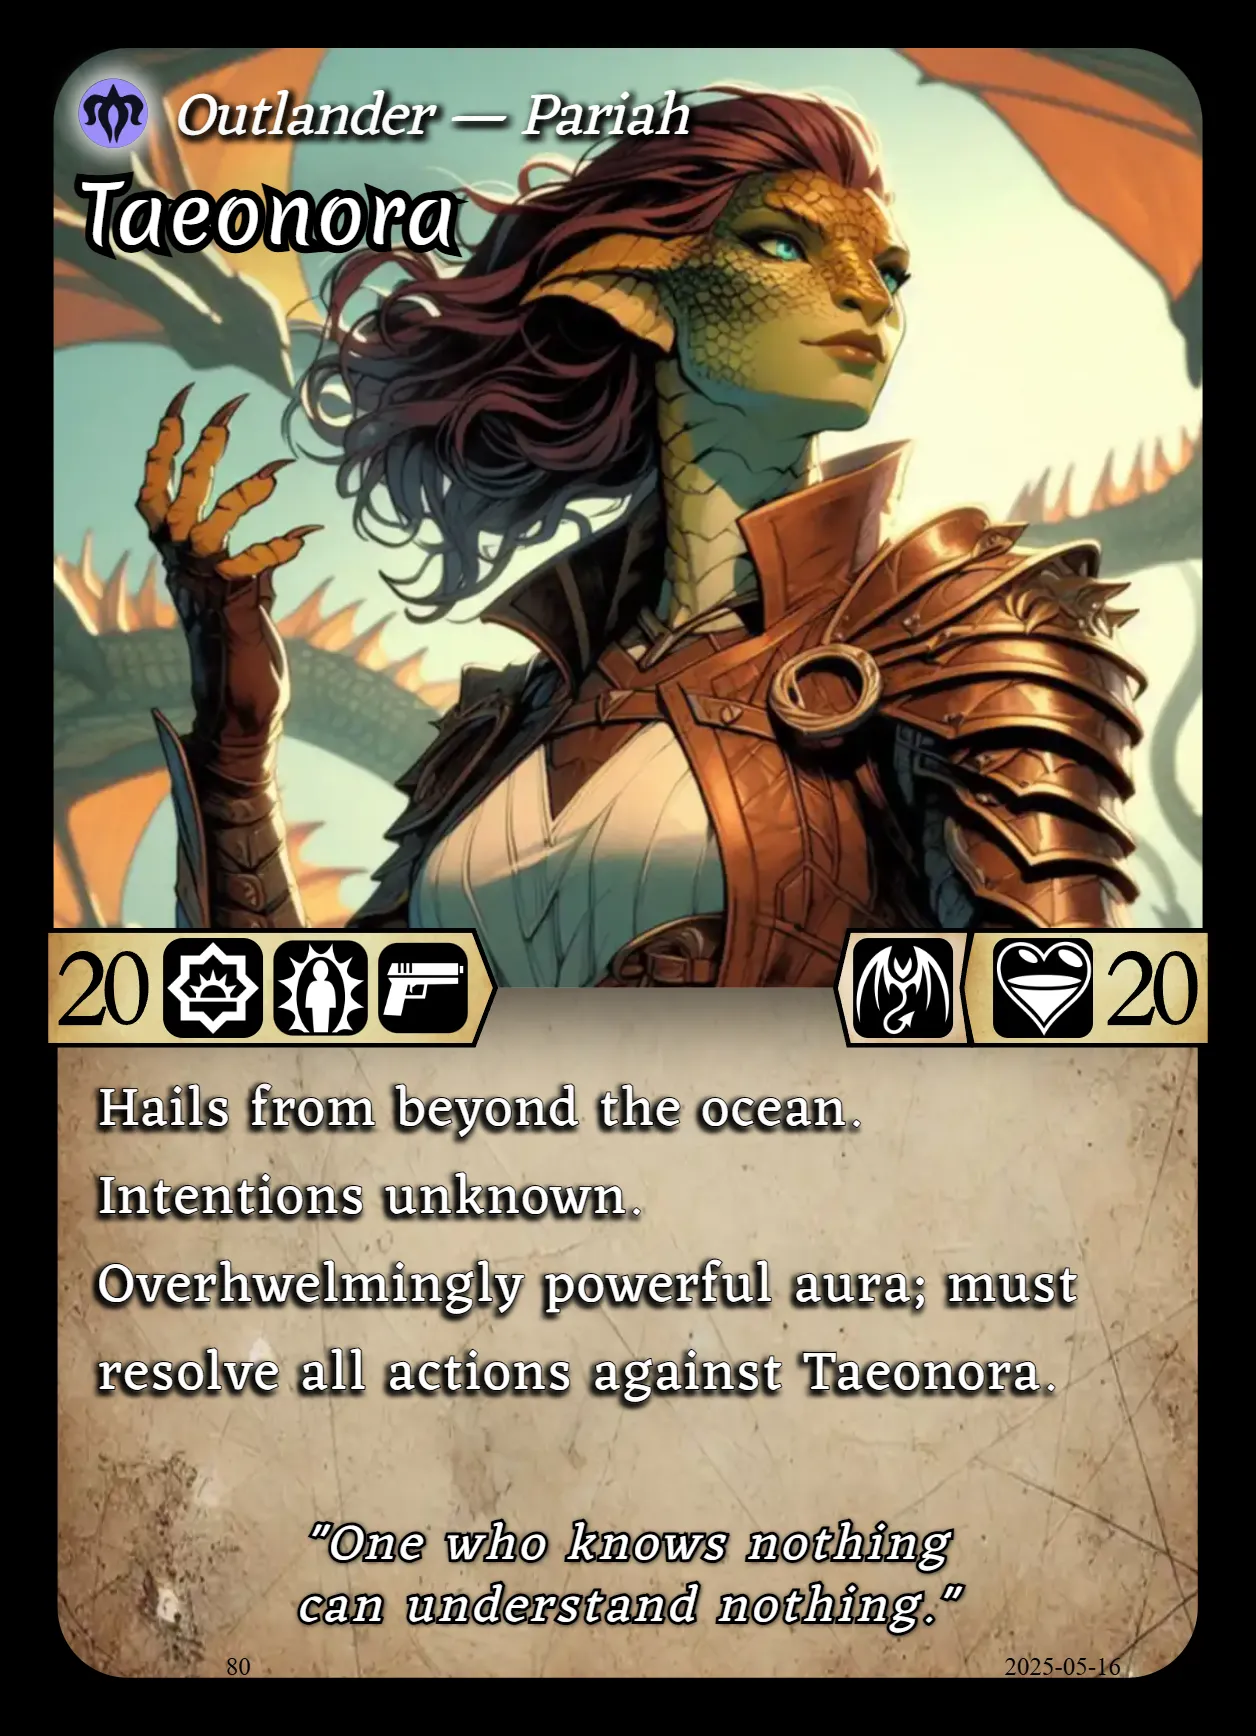 Outlander — Pariah
Taeonora
20
20
Hails from beyond the ocean.
Intentions unknown.
Overhwelmingly powerful aura; must
resolve all actions against Taeonora.
"One who knows nothing
can understand nothing."
80
2025-05-16